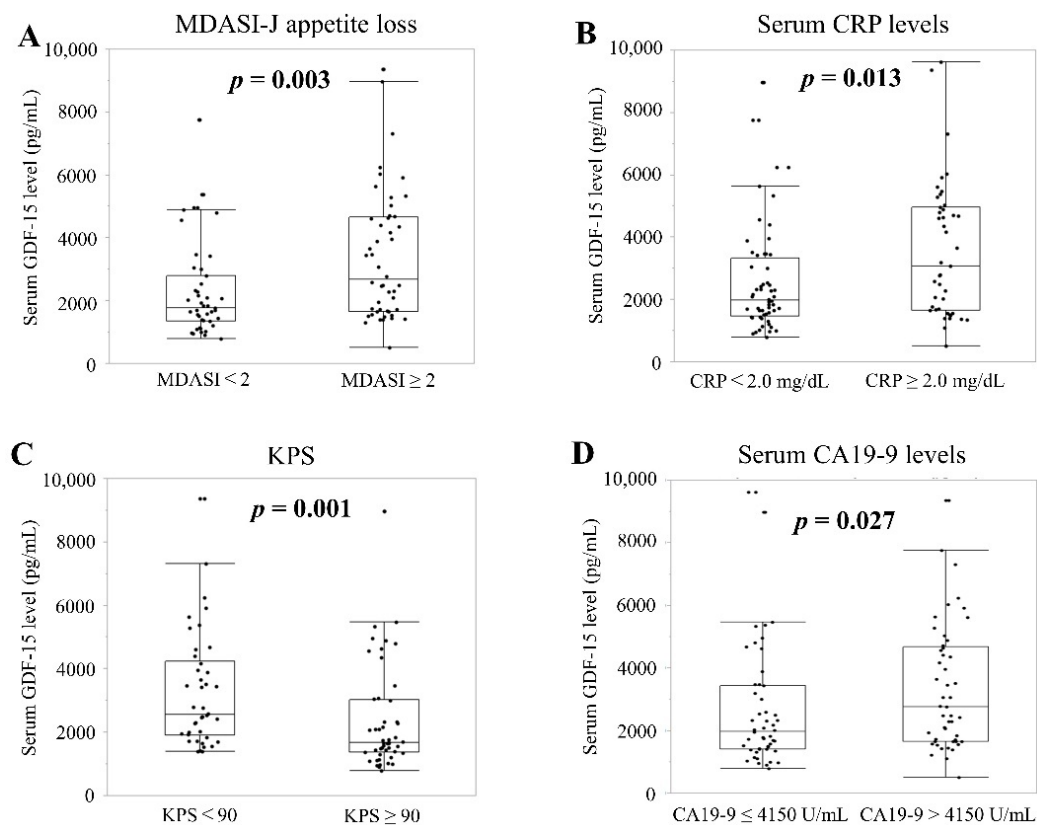 A
MDASI-J appetite loss
p = 0.003
Serum GDF-15 level (pg/mL)
10,000
8000
6000
4000
2000
0
MDASI < 2
MDASI ≥ 2
B
Serum CRP levels
p = 0.013
Serum GDF-15 level (pg/mL)
10,000
8000
6000
4000
2000
0
CRP < 2.0 mg/dL
CRP ≥ 2.0 mg/dL
C
KPS
p = 0.001
Serum GDF-15 level (pg/mL)
10,000
8000
6000
4000
2000
0
KPS < 90
KPS ≥ 90
D
Serum CA19-9 levels
p = 0.027
Serum GDF-15 level (pg/mL)
10,000
8000
6000
4000
2000
0
CA19-9 ≤ 4150 U/mL
CA19-9 > 4150 U/mL